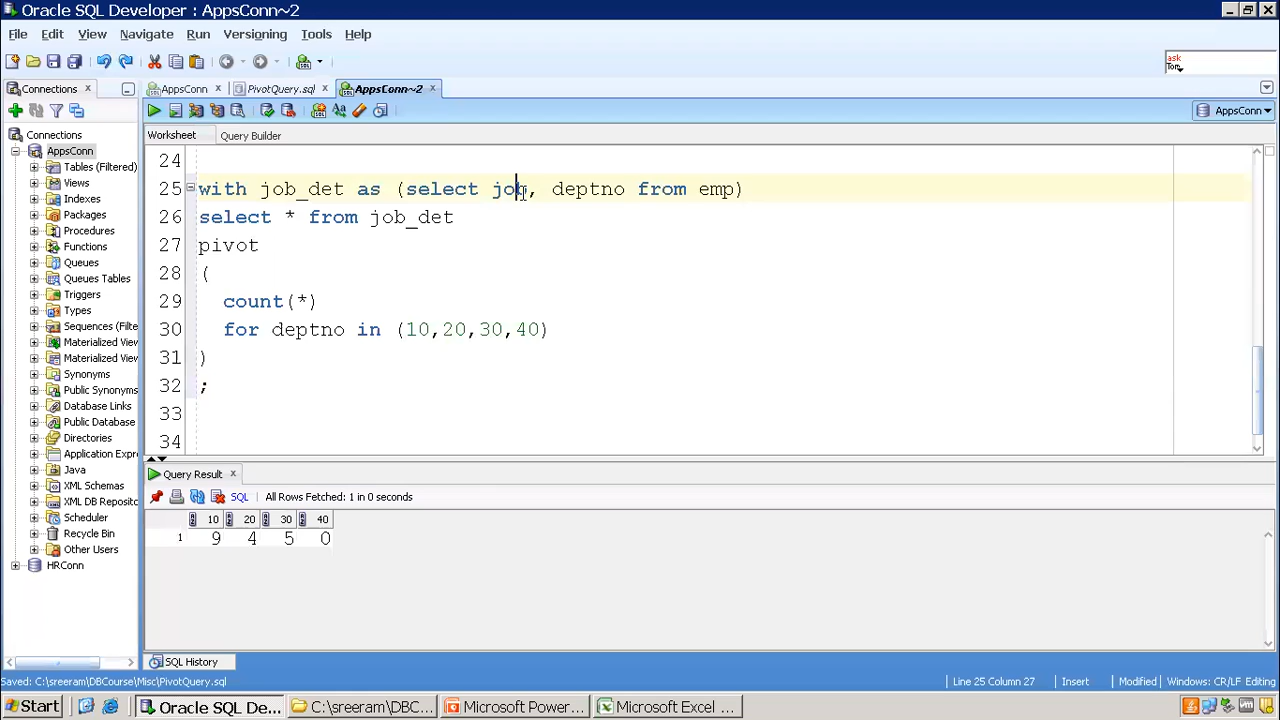 Oracle SQL Developer : AppsConn~2
File Edit View Navigate Run Versioning Tools Help
ask
Tom
Connections
AppsConn PivotQuery.sql AppsConn~2
AppsConn
Worksheet Query Builder
Connections
AppsConn
Tables (Filtered)
Views
Indexes
Packages
Procedures
Functions
Queues
Queues Tables
Triggers
Types
Sequences (Filte
Materialized View
Materialized View
Synonyms
Public Synonyms
Database Links
Public Database
Directories
Application Expre
Java
XML Schemas
XML DB Reposito
Scheduler
Recycle Bin
Other Users
HRConn
24
25 with job_det as (select job, deptno from emp)
26 select * from job_det
27 pivot
28 (
29 count(*)
30 for deptno in (10,20,30,40)
31 )
32 ;
33
34
Query Result
SQL All Rows Fetched: 1 in 0 seconds
10 20 30 40
1 9 4 5 0
SQL History
Saved: C:\sreeram\DBCourse\Misc\PivotQuery.sql
Line 25 Column 27 Insert Modified Windows: CR/LF Editing
Start Oracle SQL De... C:\sreeram\DBC... Microsoft Power... Microsoft Excel ...